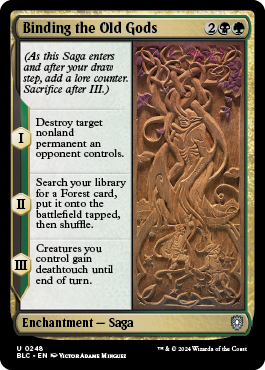 Binding the Old Gods 2
(As this Saga
enters and after your draw
step, add a lore counter.
Sacrifice after III.)
I
Destroy target
nonland
permanent an
opponent controls.
II
Search your library
for a Forest card,
put it onto the
battlefield tapped,
then shuffle.
III
Creatures you
control gain
deathtouch until
end of turn.
Enchantment — Saga
U 0248
BLC • EN Victor Adame Minguez
™ & © 2024 Wizards of the Coast